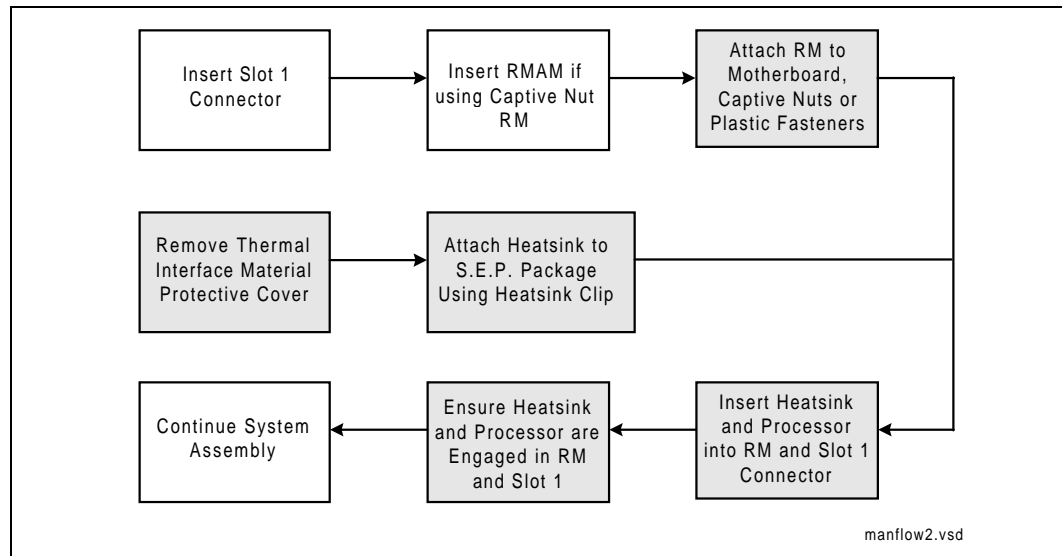 Insert Slot 1
Connector
Insert RMAM if
using Captive Nut
RM
Attach RM to
Motherboard,
Captive Nuts or
Plastic Fasteners
Remove Thermal
Interface Material
Protective Cover
Attach Heatsink to
S.E.P. Package
Using Heatsink Clip
Continue System
Assembly
Ensure Heatsink
and Processor are
Engaged in RM
and Slot 1
Insert Heatsink
and Processor
into RM and Slot 1
Connector
manflow2.vsd